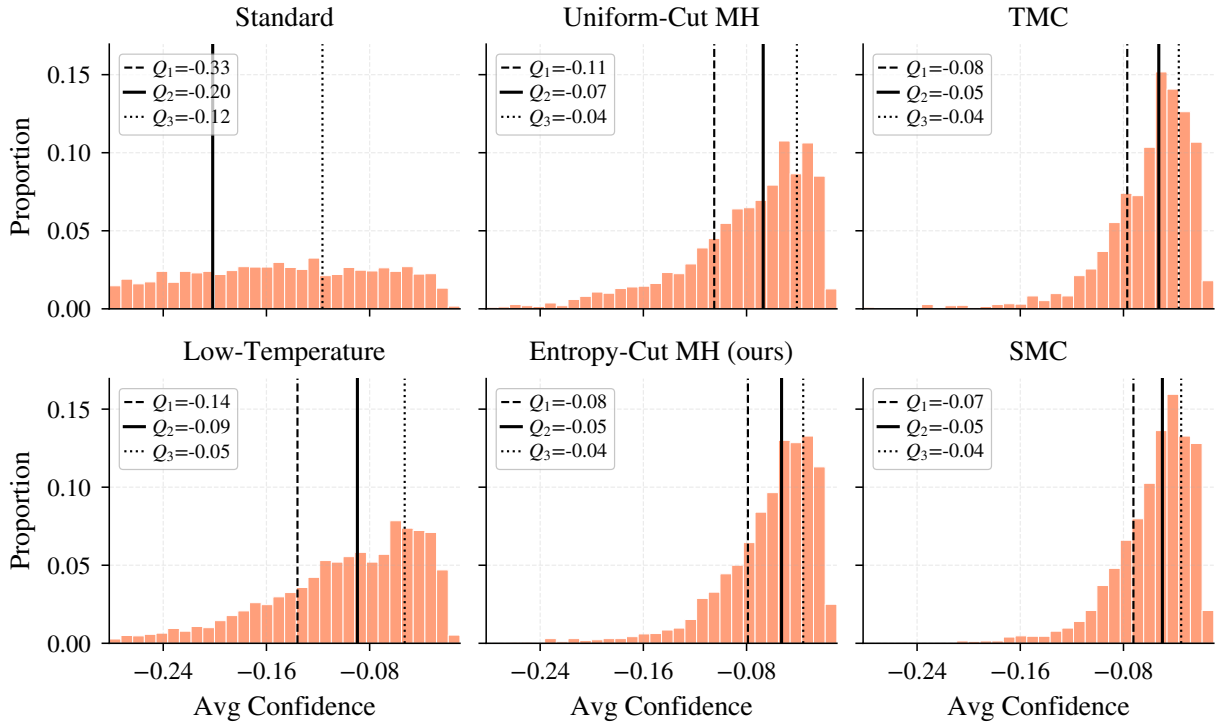 Standard
Uniform-Cut MH
TMC
Proportion
0.15
0.10
0.05
0.00
Q1=-0.33
Q2=-0.20
Q3=-0.12
Q1=-0.11
Q2=-0.07
Q3=-0.04
Q1=-0.08
Q2=-0.05
Q3=-0.04
Low-Temperature
Entropy-Cut MH (ours)
SMC
Proportion
0.15
0.10
0.05
0.00
Q1=-0.14
Q2=-0.09
Q3=-0.05
Q1=-0.08
Q2=-0.05
Q3=-0.04
Q1=-0.07
Q2=-0.05
Q3=-0.04
−0.24 −0.16 −0.08
−0.24 −0.16 −0.08
−0.24 −0.16 −0.08
Avg Confidence
Avg Confidence
Avg Confidence